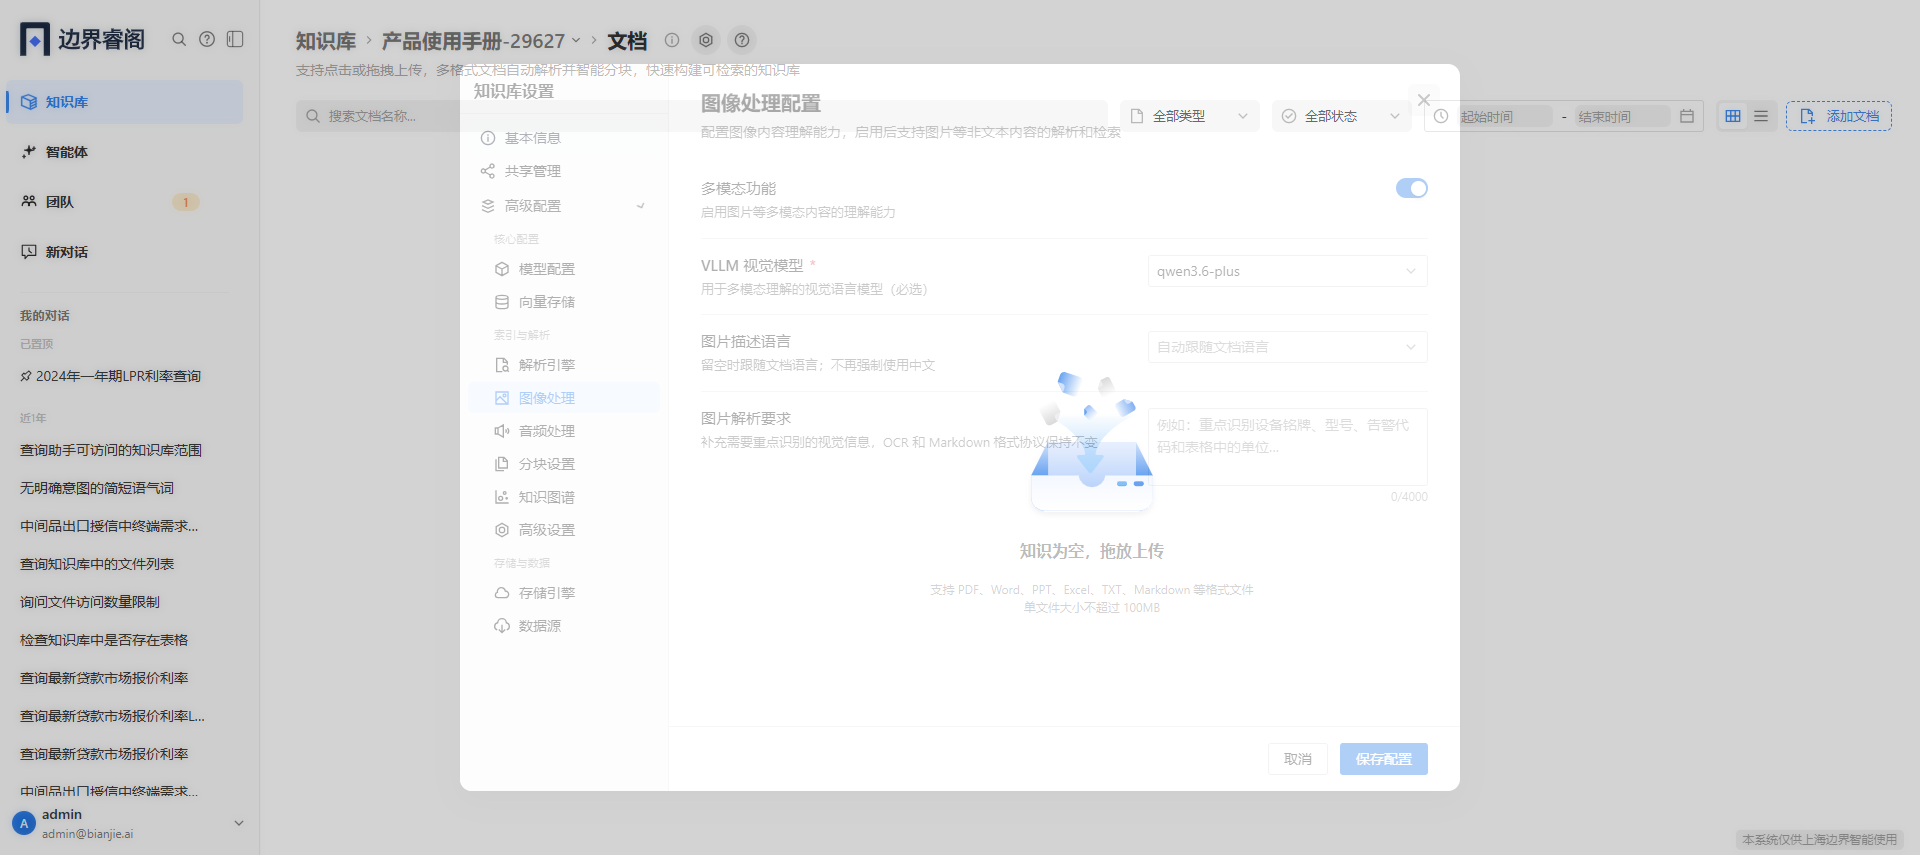 边界睿阁
知识库
智能体
团队
1
新对话
我的对话
已置顶
2024年一年期LPR利率查询
近1年
查询助手可访问的知识库范围
无明确意图的简短语气词
中间品出口授信中终端需求...
查询知识库中的文件列表
询问文件访问数量限制
检查知识库中是否存在表格
查询最新贷款市场报价利率
查询最新贷款市场报价利率L...
查询最新贷款市场报价利率
中间品出口授信中终端需求...
A
admin
admin@bianjie.ai
知识库 > 产品使用手册-29627 > 文档
支持点击或拖拽上传，多格式文档自动解析并智能分块，快速构建可检索的知识库
搜索文档名称...
全部类型
全部状态
起始时间 - 结束时间
添加文档
知识库设置
基本信息
共享管理
高级配置
核心配置
模型配置
向量存储
索引与解析
解析引擎
图像处理
音频处理
分块设置
知识图谱
高级设置
存储与数据
存储引擎
数据源
图像处理配置
配置图像内容理解能力，启用后支持图片等非文本内容的解析和检索
多模态功能
启用图片等多模态内容的理解能力
VLLM 视觉模型 *
用于多模态理解的视觉语言模型（必选）
qwen3.6-plus
图片描述语言
留空时跟随文档语言；不再强制使用中文
自动跟随文档语言
图片解析要求
补充需要重点识别的视觉信息，OCR 和 Markdown 格式协议保持不变
例如：重点识别设备铭牌、型号、告警代
码和表格中的单位...
0/4000
知识为空，拖放上传
支持 PDF、Word、PPT、Excel、TXT、Markdown 等格式文件
单文件大小不超过 100MB
取消
保存配置
本系统仅供上海边界智能使用